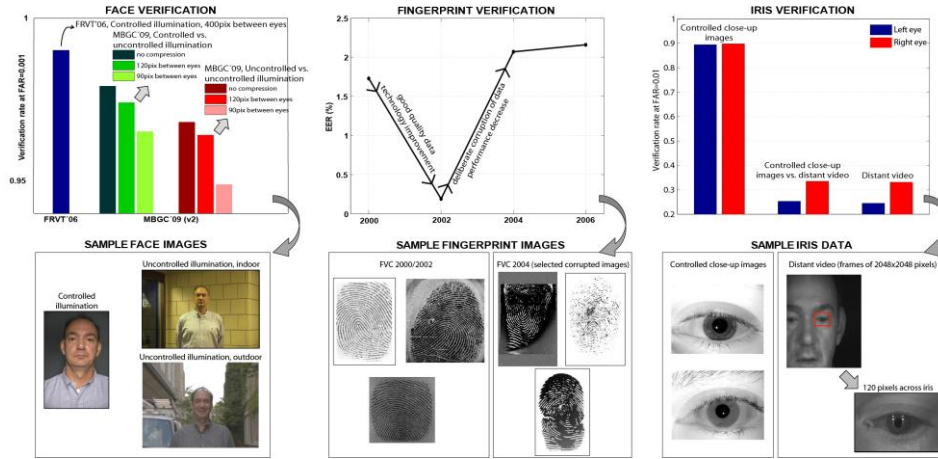 FACE VERIFICATION
1
0.95
Verification rate at FAR=0.001
FRVT'06, Controlled illumination, 400pix between eyes
MBGC'09, Controlled vs.
uncontrolled illumination
no compression
120pix between eyes
90pix between eyes
MBGC'09, Uncontrolled vs.
uncontrolled illumination
no compression
120pix between eyes
90pix between eyes
FRVT'06
MBGC'09 (v2)
FINGERPRINT VERIFICATION
2.5
2
1.5
1
0.5
0
EER (%)
good quality data
technology improvement
deliberate corruption of data
performance decrease
2000
2002
2004
2006
IRIS VERIFICATION
1
0.9
0.8
0.7
0.6
0.5
0.4
0.3
0.2
Verification rate at FAR=0.01
Controlled close-up
images
Left eye
Right eye
Controlled close-up
images vs. distant video
Distant video
SAMPLE FACE IMAGES
Controlled
illumination
Uncontrolled illumination, indoor
Uncontrolled illumination, outdoor
SAMPLE FINGERPRINT IMAGES
FVC 2000/2002
FVC 2004 (selected corrupted images)
SAMPLE IRIS DATA
Controlled close-up images
Distant video (frames of 2048x2048 pixels)
120 pixels across iris